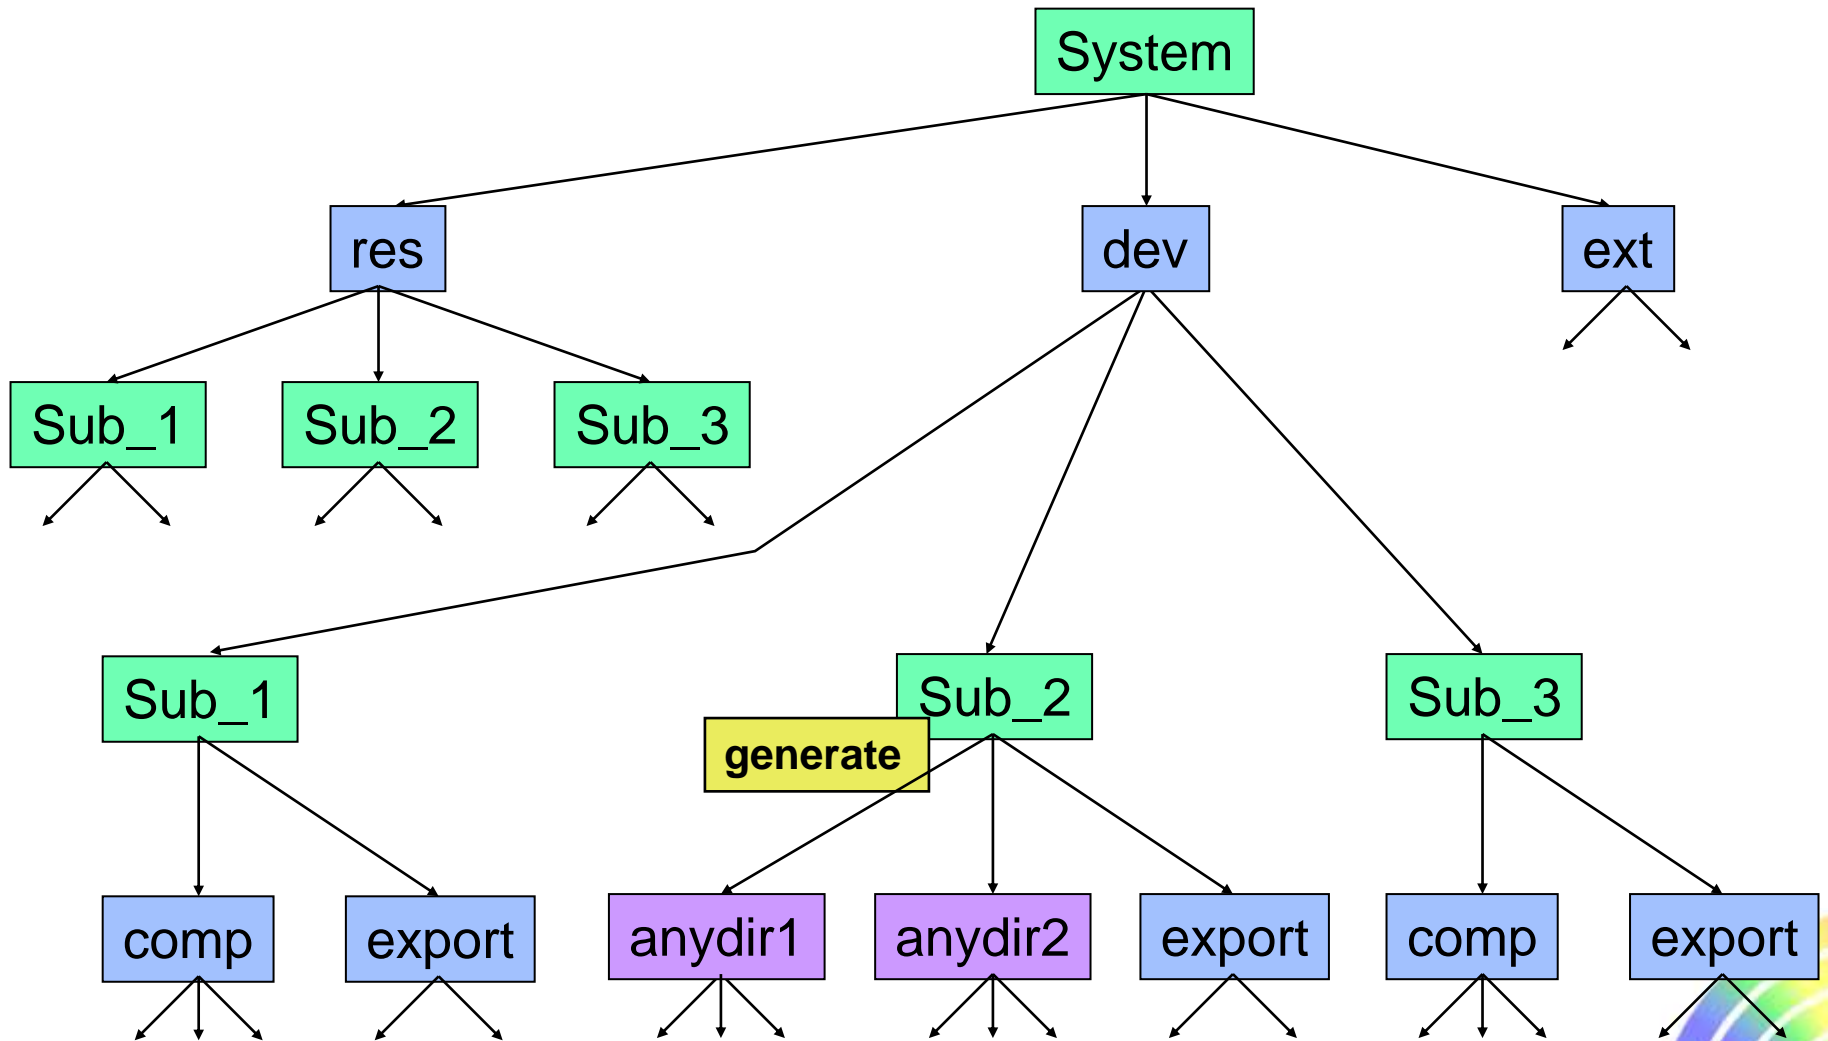 System
res
dev
ext
Sub_1
Sub_2
Sub_3
Sub_1
Sub_2
Sub_3
generate
comp
export
anydir1
anydir2
export
comp
export